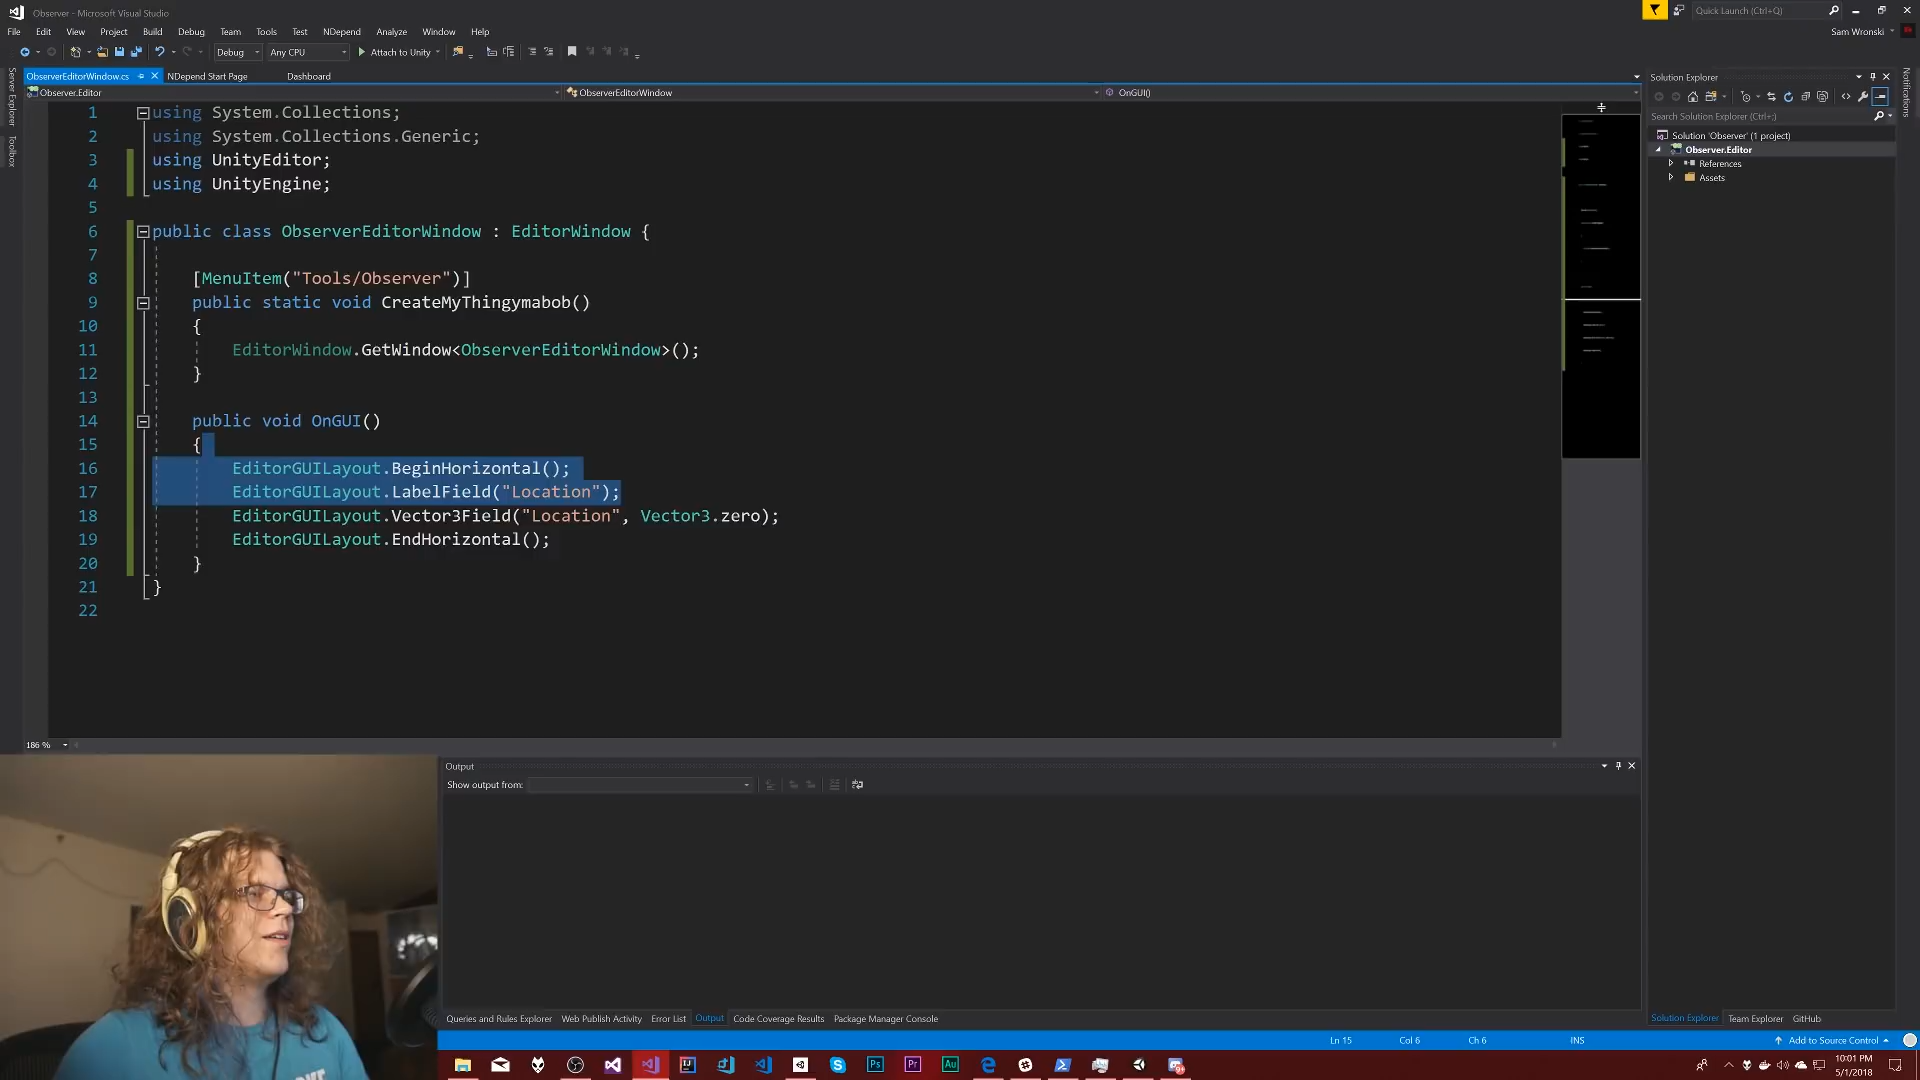 Observer - Microsoft Visual Studio
Quick Launch (Ctrl+Q)
File Edit View Project Build Debug Team Tools Test NDepend Analyze Window Help
Sam Wronski
Debug Any CPU Attach to Unity
ObserverEditorWindow.cs NDepend Start Page Dashboard
Observer.Editor ObserverEditorWindow OnGUI()
Server Explorer
Toolbox
1 using System.Collections;
2 using System.Collections.Generic;
3 using UnityEditor;
4 using UnityEngine;
5
6 public class ObserverEditorWindow : EditorWindow {
7
8 [MenuItem("Tools/Observer")]
9 public static void CreateMyThingymabob()
10 {
11 EditorWindow.GetWindow<ObserverEditorWindow>();
12 }
13
14 public void OnGUI()
15 {
16 EditorGUILayout.BeginHorizontal();
17 EditorGUILayout.LabelField("Location");
18 EditorGUILayout.Vector3Field("Location", Vector3.zero);
19 EditorGUILayout.EndHorizontal();
20 }
21 }
22
186 %
Solution Explorer
Search Solution Explorer (Ctrl+;)
Solution 'Observer' (1 project)
Observer.Editor
References
Assets
Notifications
Output
Show output from:
Queries and Rules Explorer Web Publish Activity Error List Output Code Coverage Results Package Manager Console
Solution Explorer Team Explorer GitHub
Ln 15 Col 6 Ch 6 INS Add to Source Control
10:01 PM
5/1/2018